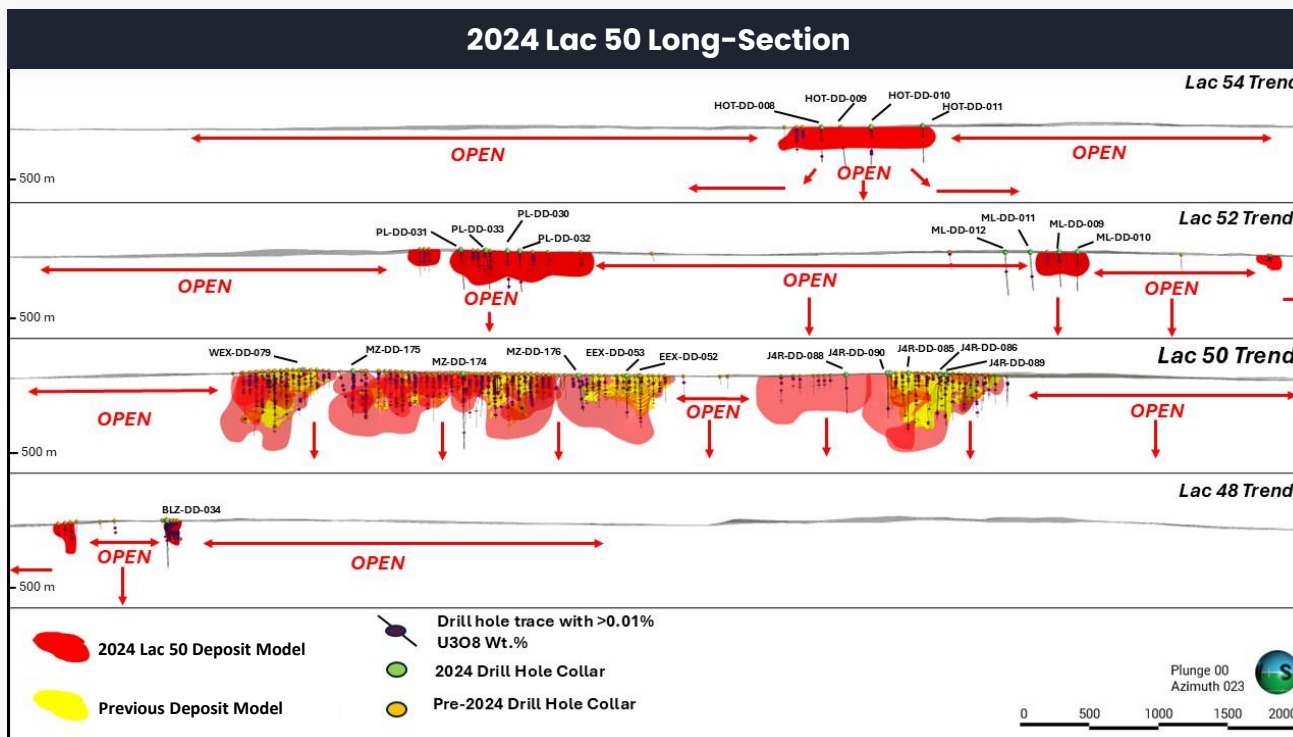 2024 Lac 50 Long-Section
Lac 54 Trend
HOT-DD-008
HOT-DD-009
HOT-DD-010
HOT-DD-011
OPEN
OPEN
OPEN
500 m
Lac 52 Trend
PL-DD-031
PL-DD-033
PL-DD-030
PL-DD-032
ML-DD-012
ML-DD-011
ML-DD-009
ML-DD-010
OPEN
OPEN
OPEN
OPEN
500 m
Lac 50 Trend
WEX-DD-079
MZ-DD-175
MZ-DD-174
MZ-DD-176
EEX-DD-053
EEX-DD-052
J4R-DD-088
J4R-DD-090
J4R-DD-085
J4R-DD-086
J4R-DD-089
OPEN
OPEN
OPEN
500 m
Lac 48 Trend
BLZ-DD-034
OPEN
OPEN
500 m
2024 Lac 50 Deposit Model
Previous Deposit Model
Drill hole trace with >0.01%
U3O8 Wt.%
2024 Drill Hole Collar
Pre-2024 Drill Hole Collar
Plunge 00
Azimuth 023
S
0 500 1000 1500 2000